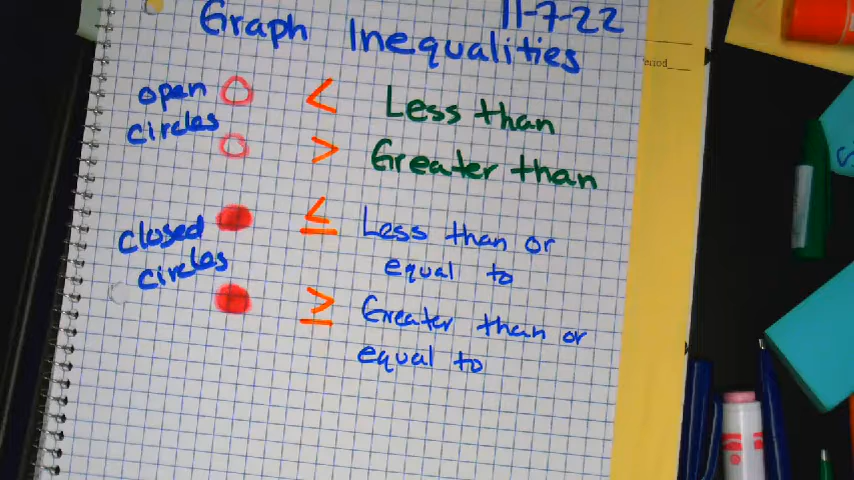 11-7-22
Graph Inequalities
open circles
< Less than
> Greater than
closed circles
≤ Less than or
equal to
≥ Greater than or
equal to